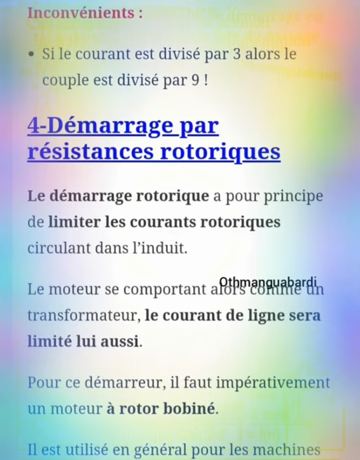 Inconvénients :
• Si le courant est divisé par 3 alors le
couple est divisé par 9 !
4-Démarrage par
résistances rotoriques
Le démarrage rotorique a pour principe
de limiter les courants rotoriques
circulant dans l’induit.
Othmanguabardi
Le moteur se comportant alors comme un
transformateur, le courant de ligne sera
limité lui aussi.
Pour ce démarreur, il faut impérativement
un moteur à rotor bobiné.
Il est utilisé en général pour les machines